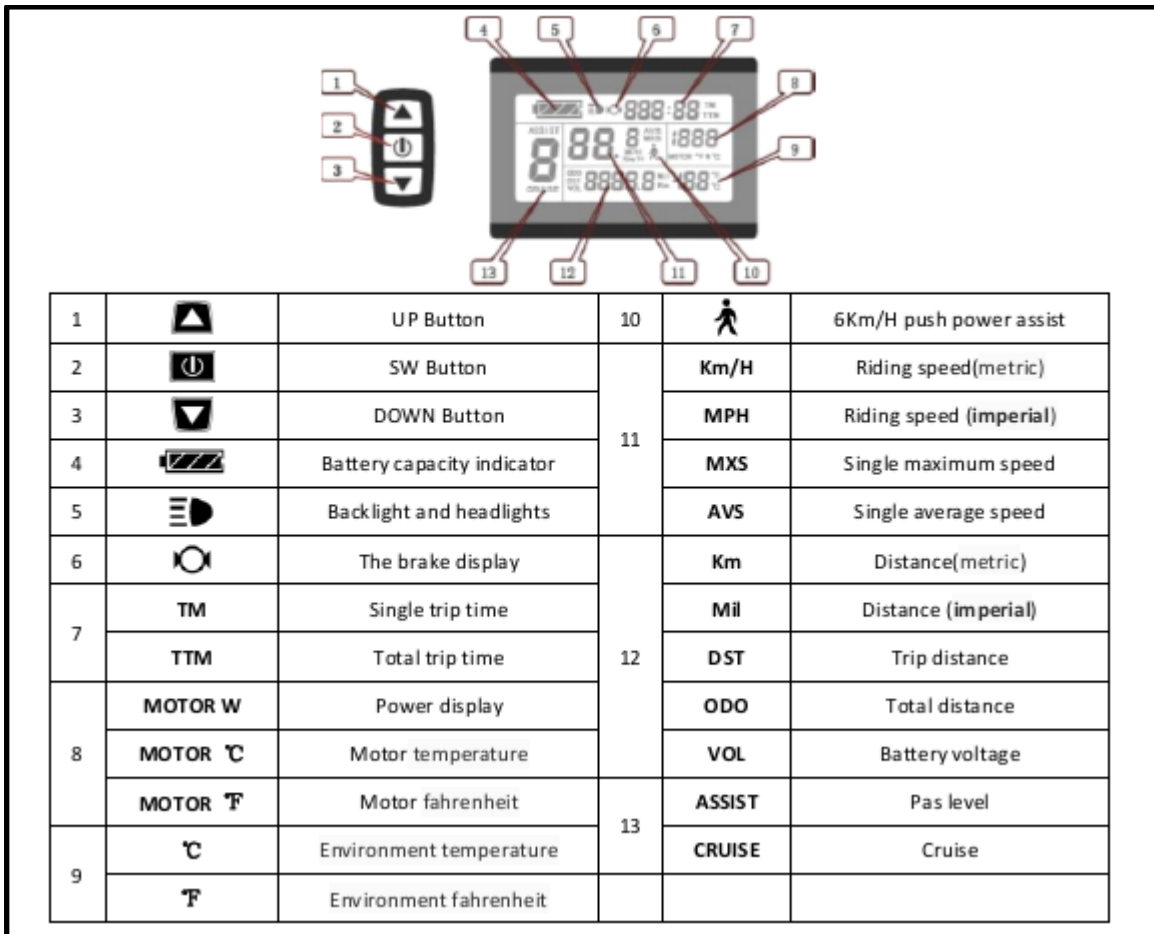 4 5 6 7
1
2
3
8
9
ASSIST
CRUISE
13 12 11 10
1 UP Button 10 6Km/H push power assist
2 SW Button 11 Km/H Riding speed(metric)
3 DOWN Button MPH Riding speed (imperial)
4 Battery capacity indicator MXS Single maximum speed
5 Backlight and headlights AVS Single average speed
6 The brake display 12 Km Distance(metric)
7 TM Single trip time Mil Distance (imperial)
TTM Total trip time DST Trip distance
8 MOTOR W Power display ODO Total distance
MOTOR ℃ Motor temperature VOL Battery voltage
MOTOR ℉ Motor fahrenheit 13 ASSIST Pas level
9 ℃ Environment temperature CRUISE Cruise
℉ Environment fahrenheit